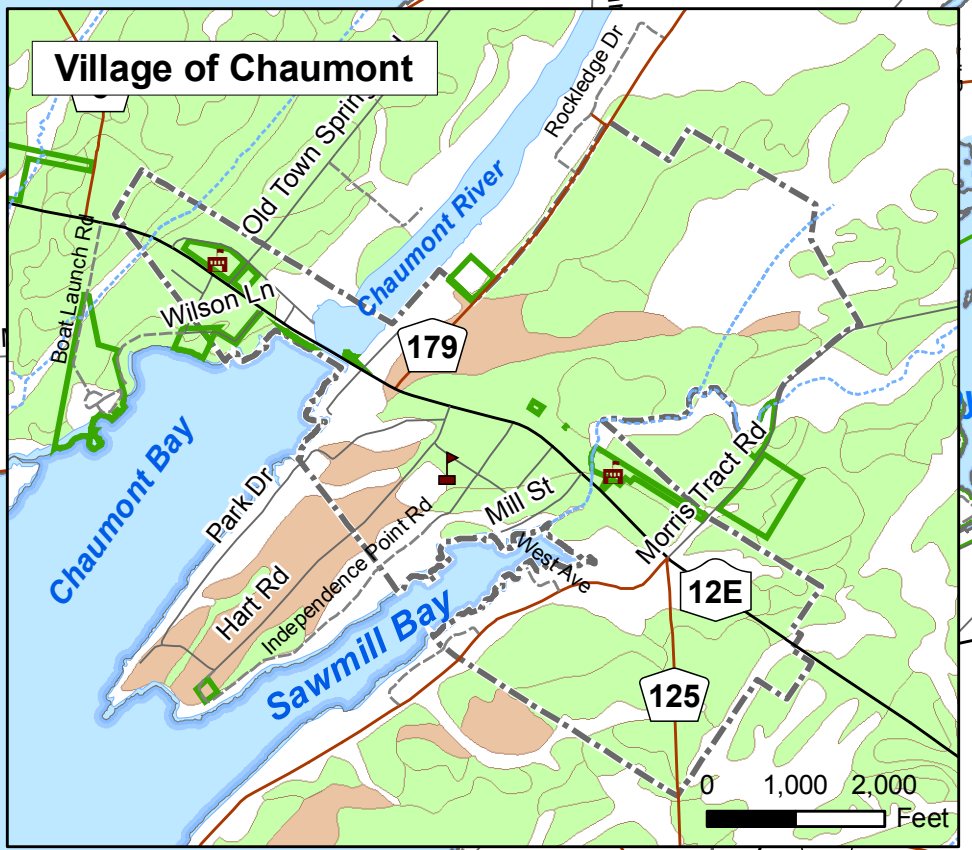 Village of Chaumont
Rockledge Dr
Old Town Spring
Chaumont River
Boat Launch Rd
Wilson Ln
179
Chaumont Bay
Park Dr
Morris Tract Rd
Mill St
Independence Point Rd
West Ave
Hart Rd
12E
Sawmill Bay
125
0 1,000 2,000
Feet